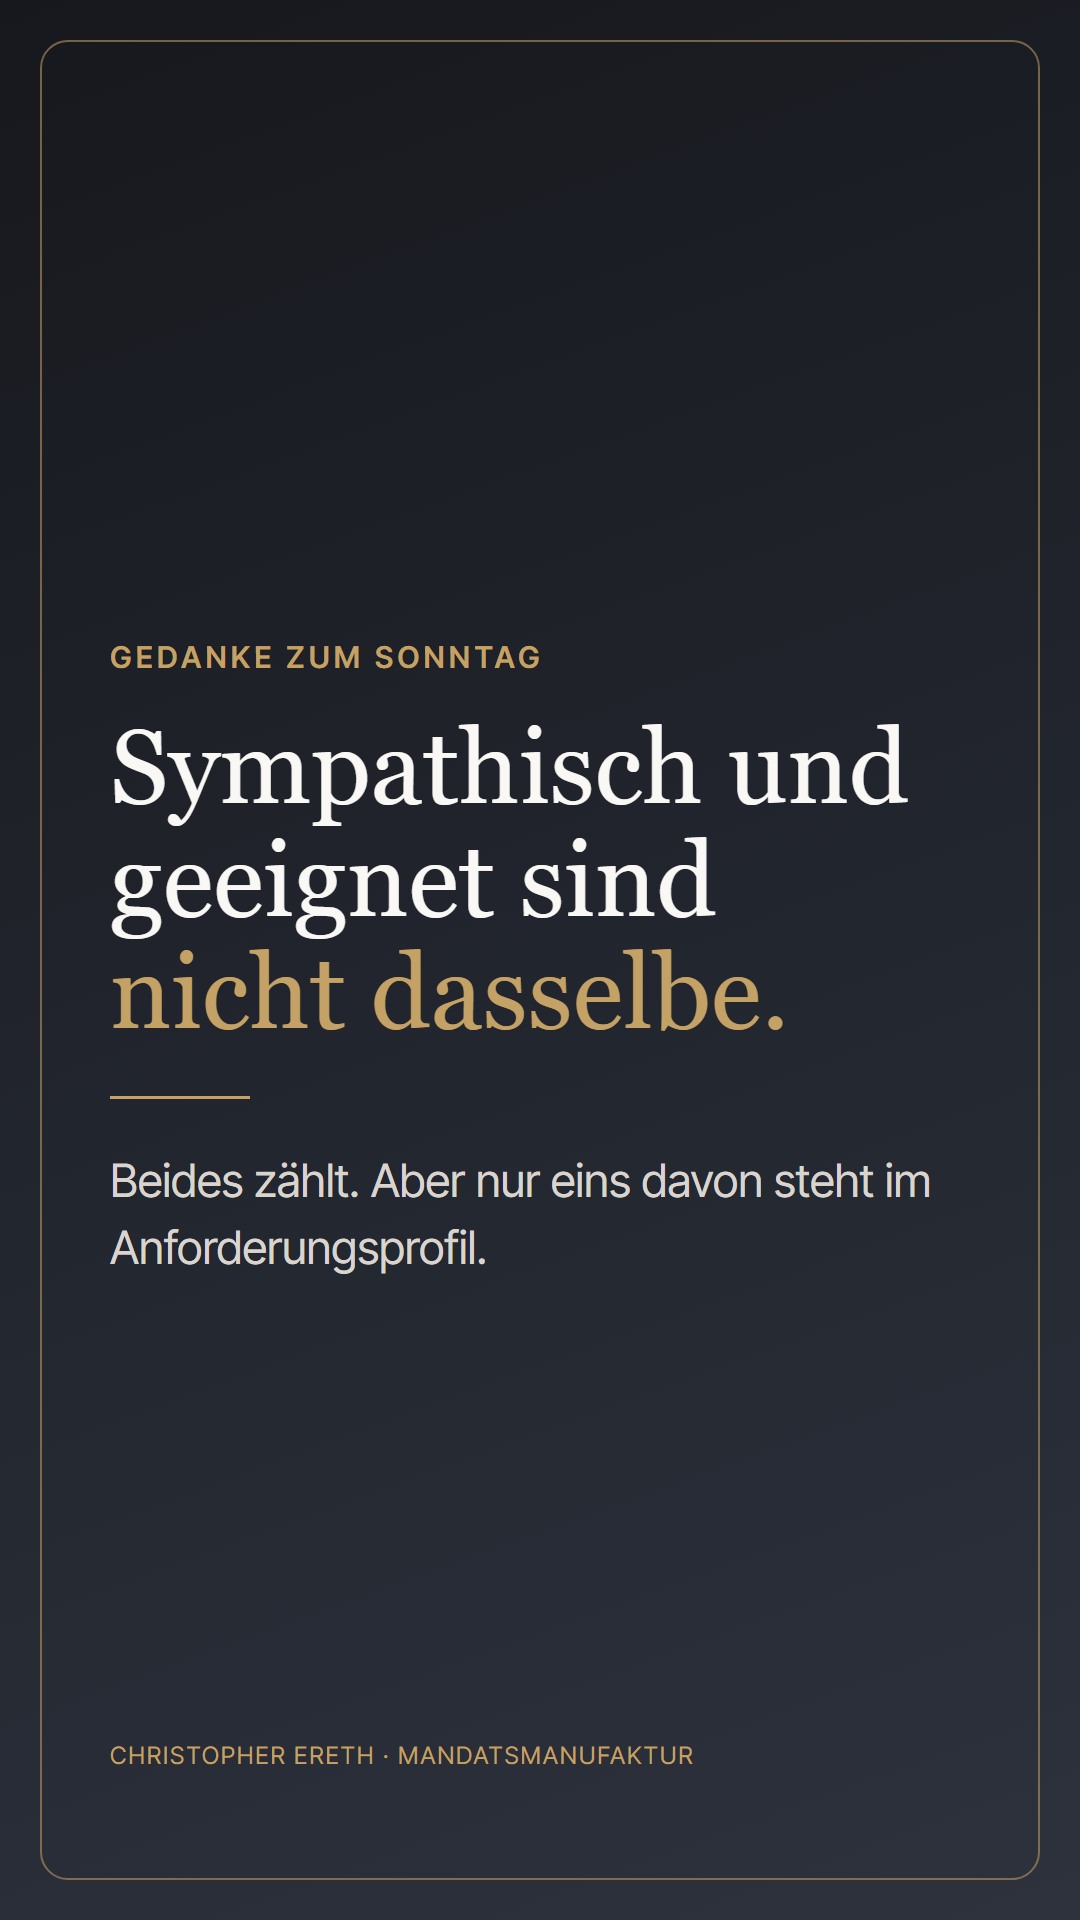 GEDANKE ZUM SONNTAG
Sympathisch und
geeignet sind
nicht dasselbe.
Beides zählt. Aber nur eins davon steht im
Anforderungsprofil.
CHRISTOPHER ERETH · MANDATSMANUFAKTUR